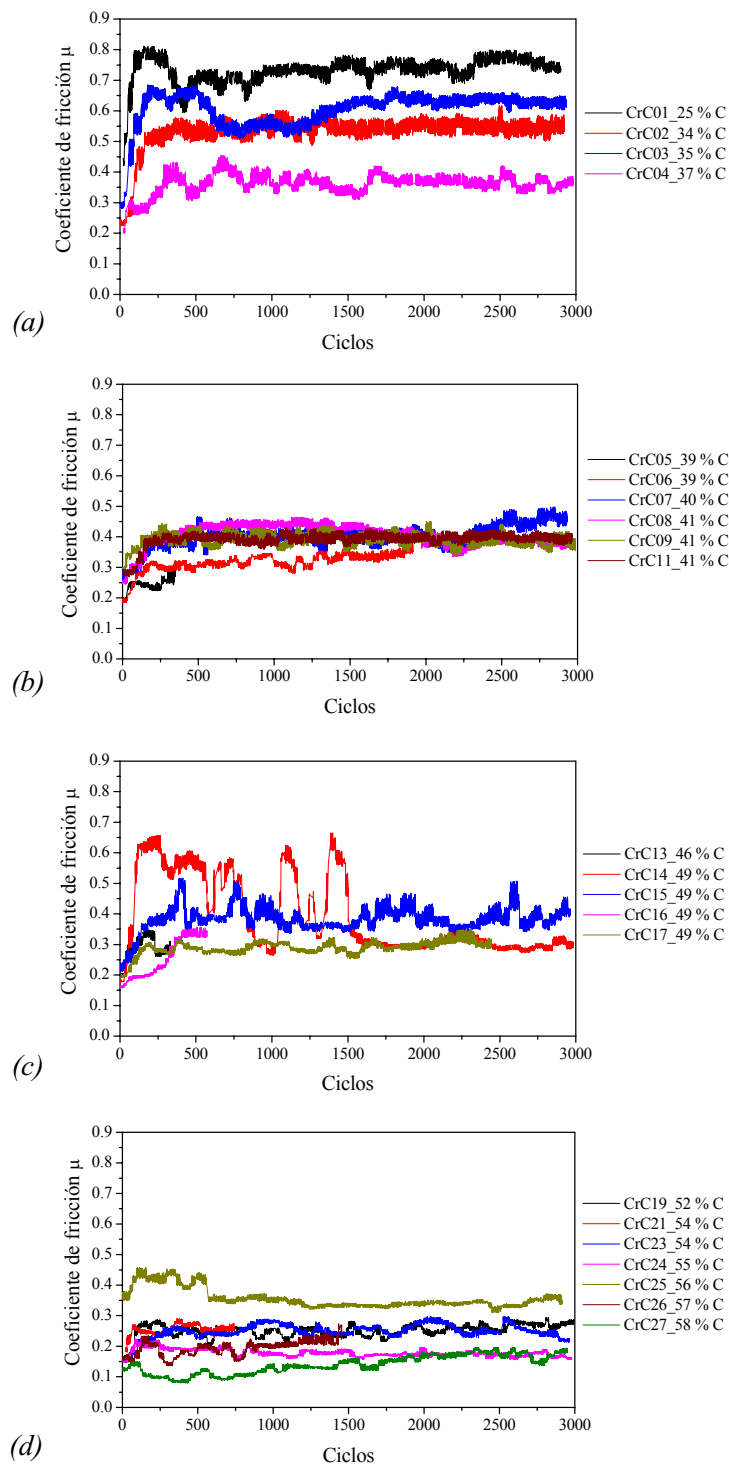 0.9
0.8
0.7
0.6
0.5
0.4
0.3
0.2
0.1
0.0
Coeficiente de fricción μ
0 500 1000 1500 2000 2500 3000
Ciclos
CrC01_25 % C
CrC02_34 % C
CrC03_35 % C
CrC04_37 % C
(a)
0.9
0.8
0.7
0.6
0.5
0.4
0.3
0.2
0.1
0.0
Coeficiente de fricción μ
0 500 1000 1500 2000 2500 3000
Ciclos
CrC05_39 % C
CrC06_39 % C
CrC07_40 % C
CrC08_41 % C
CrC09_41 % C
CrC11_41 % C
(b)
0.9
0.8
0.7
0.6
0.5
0.4
0.3
0.2
0.1
0.0
Coeficiente de fricción μ
0 500 1000 1500 2000 2500 3000
Ciclos
CrC13_46 % C
CrC14_49 % C
CrC15_49 % C
CrC16_49 % C
CrC17_49 % C
(c)
0.9
0.8
0.7
0.6
0.5
0.4
0.3
0.2
0.1
0.0
Coeficiente de fricción μ
0 500 1000 1500 2000 2500 3000
Ciclos
CrC19_52 % C
CrC21_54 % C
CrC23_54 % C
CrC24_55 % C
CrC25_56 % C
CrC26_57 % C
CrC27_58 % C
(d)